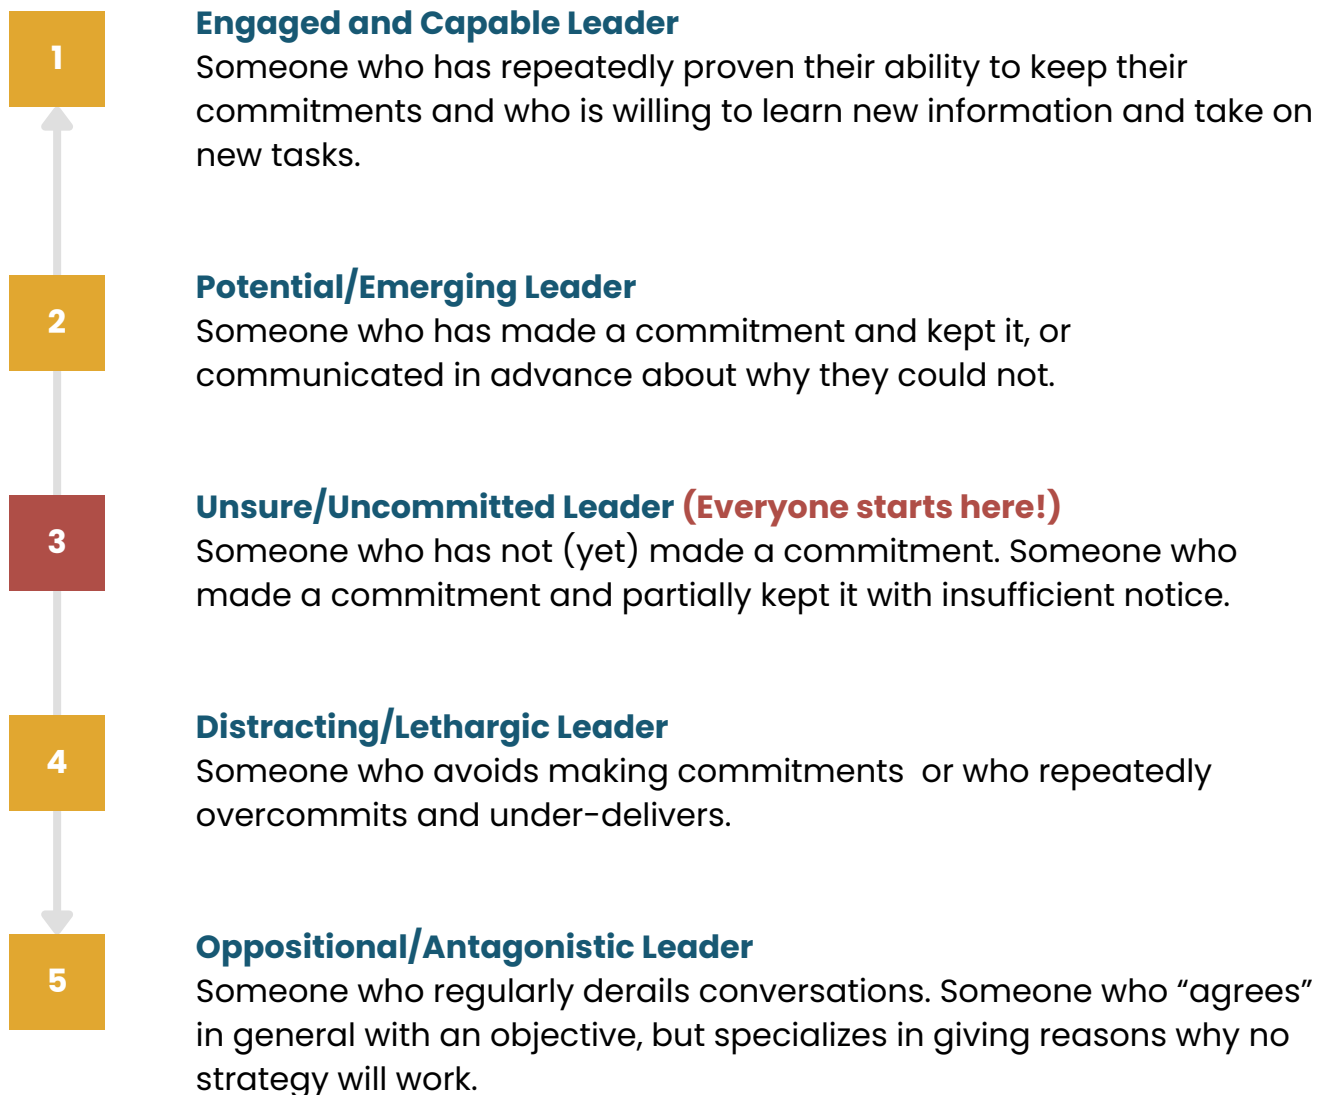 Engaged and Capable Leader
1
Someone who has repeatedly proven their ability to keep their
commitments and who is willing to learn new information and take on
new tasks.
Potential/Emerging Leader
2
Someone who has made a commitment and kept it, or
communicated in advance about why they could not.
Unsure/Uncommitted Leader (Everyone starts here!)
3
Someone who has not (yet) made a commitment. Someone who
made a commitment and partially kept it with insufficient notice.
Distracting/Lethargic Leader
4
Someone who avoids making commitments  or who repeatedly
overcommits and under-delivers.
Oppositional/Antagonistic Leader
5
Someone who regularly derails conversations. Someone who “agrees”
in general with an objective, but specializes in giving reasons why no
strategy will work.